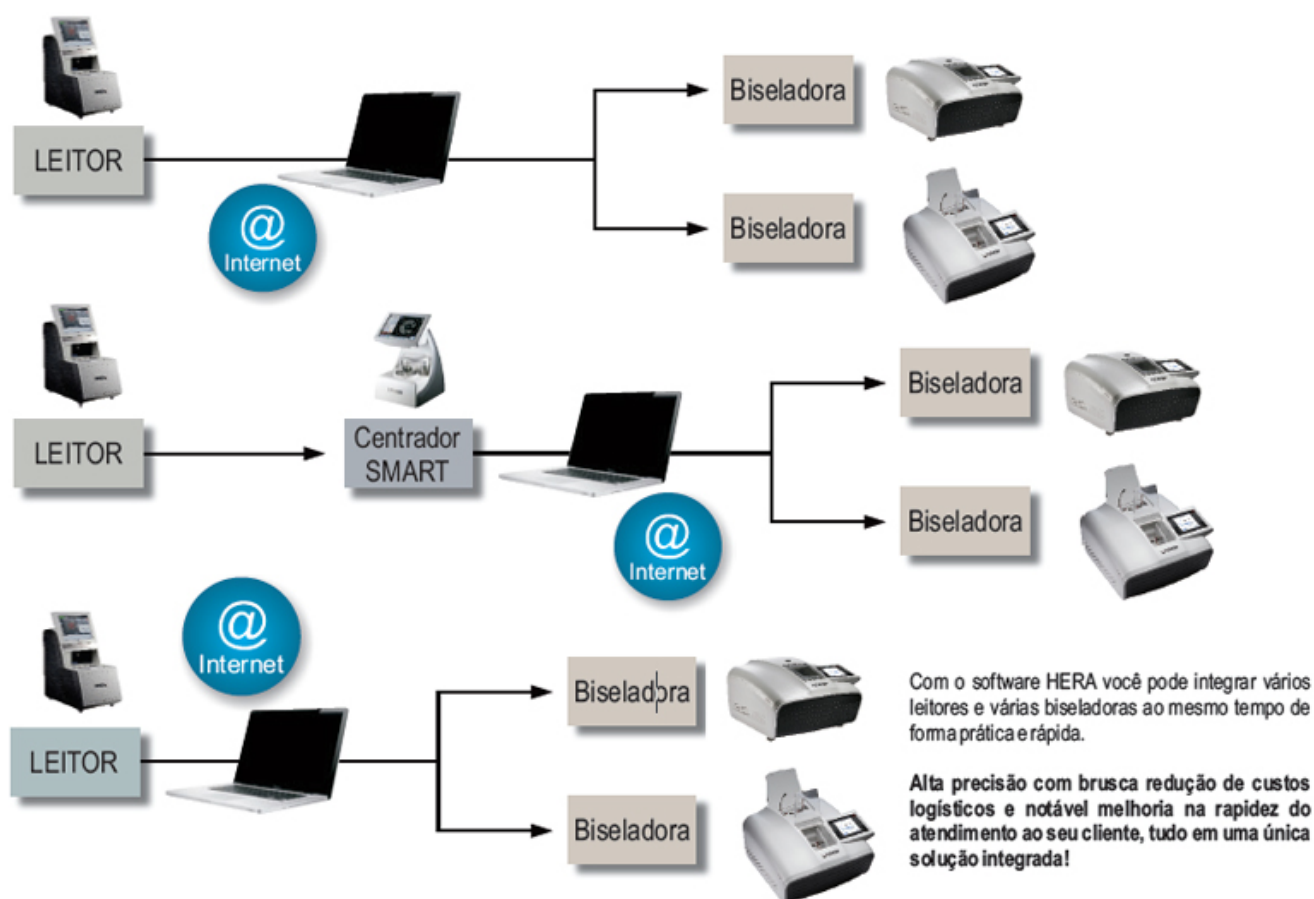 Biseladora
LEITOR
@
Internet
Biseladora
LEITOR
Centrador
SMART
Biseladora
@
Internet
Biseladora
@
Internet
LEITOR
Biseladora
Biseladora
Com o software HERA você pode integrar vários
leitores e várias biseladoras ao mesmo tempo de
forma prática e rápida.
Alta precisão com brusca redução de custos
logísticos e notável melhoria na rapidez do
atendimento ao seu cliente, tudo em uma única
solução integrada!